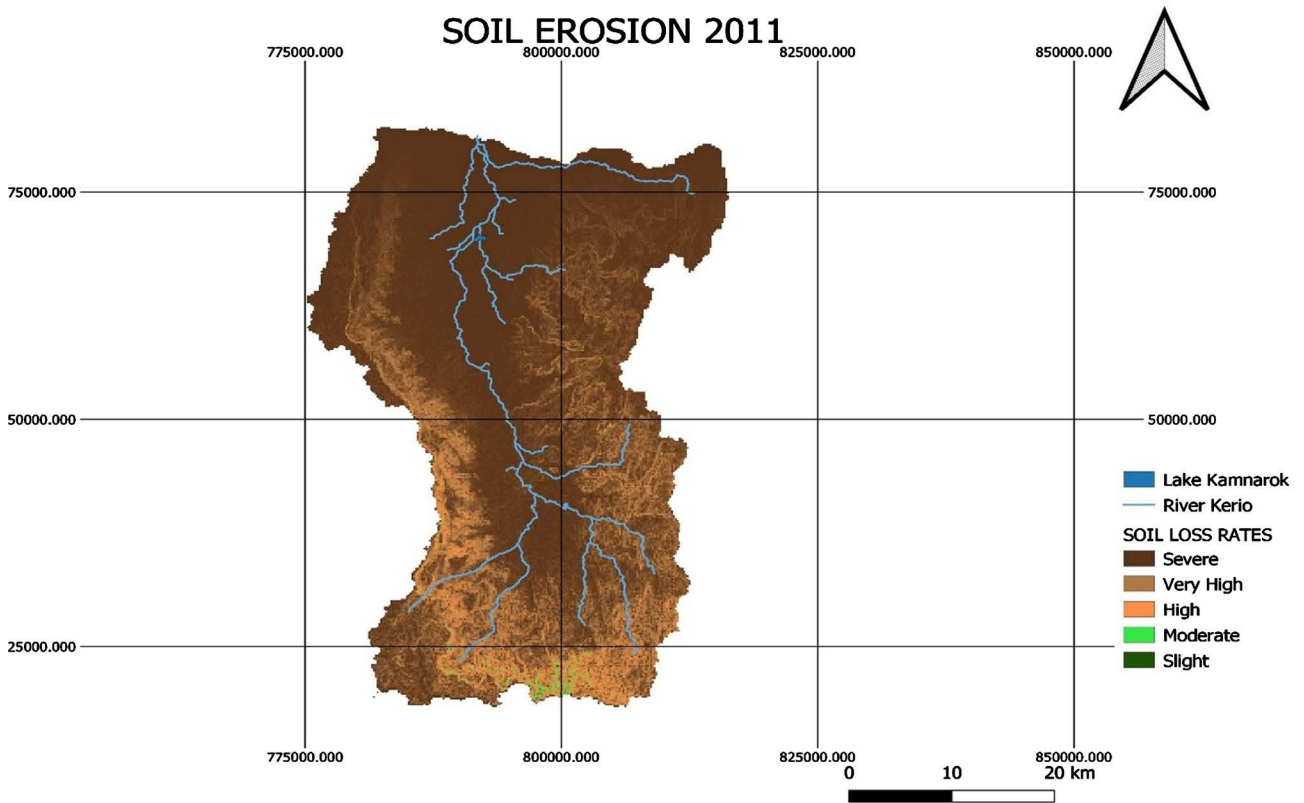 SOIL EROSION 2011
775000.000 800000.000 825000.000 850000.000
75000.000 75000.000
50000.000 50000.000
Lake Kamnarok
River Kerio
SOIL LOSS RATES
Severe
Very High
High
Moderate
Slight
25000.000 25000.000
775000.000 800000.000 825000.000 850000.000
0 10 20 km